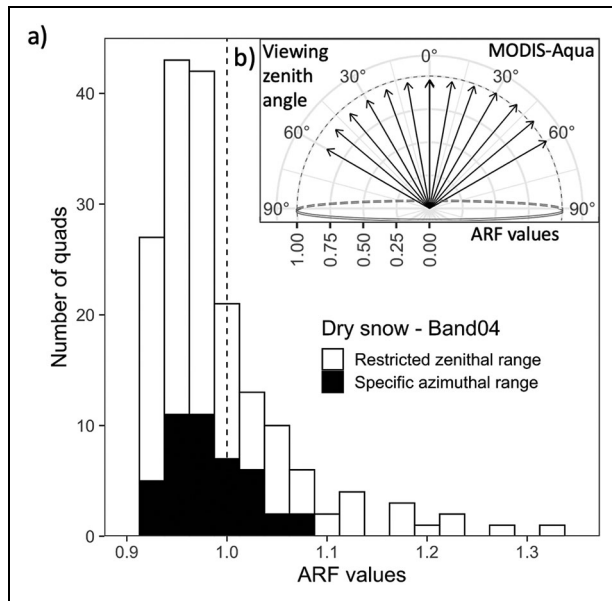 a)
b)
Viewing
zenith
angle
MODIS-Aqua
0°
30°
30°
60°
60°
90°
90°
1.00
0.75
0.50
0.25
0.00
ARF values
Number of quads
40
30
20
10
0
Dry snow - Band04
Restricted zenithal range
Specific azimuthal range
0.9 1.0 1.1 1.2 1.3
ARF values